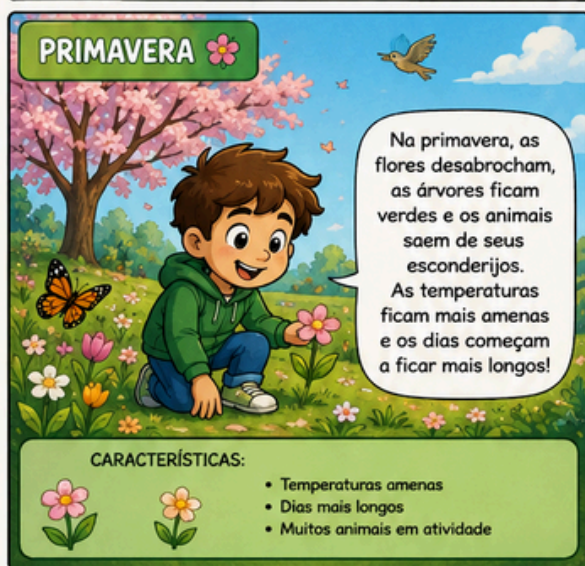 PRIMAVERA
Na primavera, as
flores desabrocham,
as árvores ficam
verdes e os animais
saem de seus
esconderijos.
As temperaturas
ficam mais amenas
e os dias começam
a ficar mais longos!
CARACTERÍSTICAS:
• Temperaturas amenas
• Dias mais longos
• Muitos animais em atividade